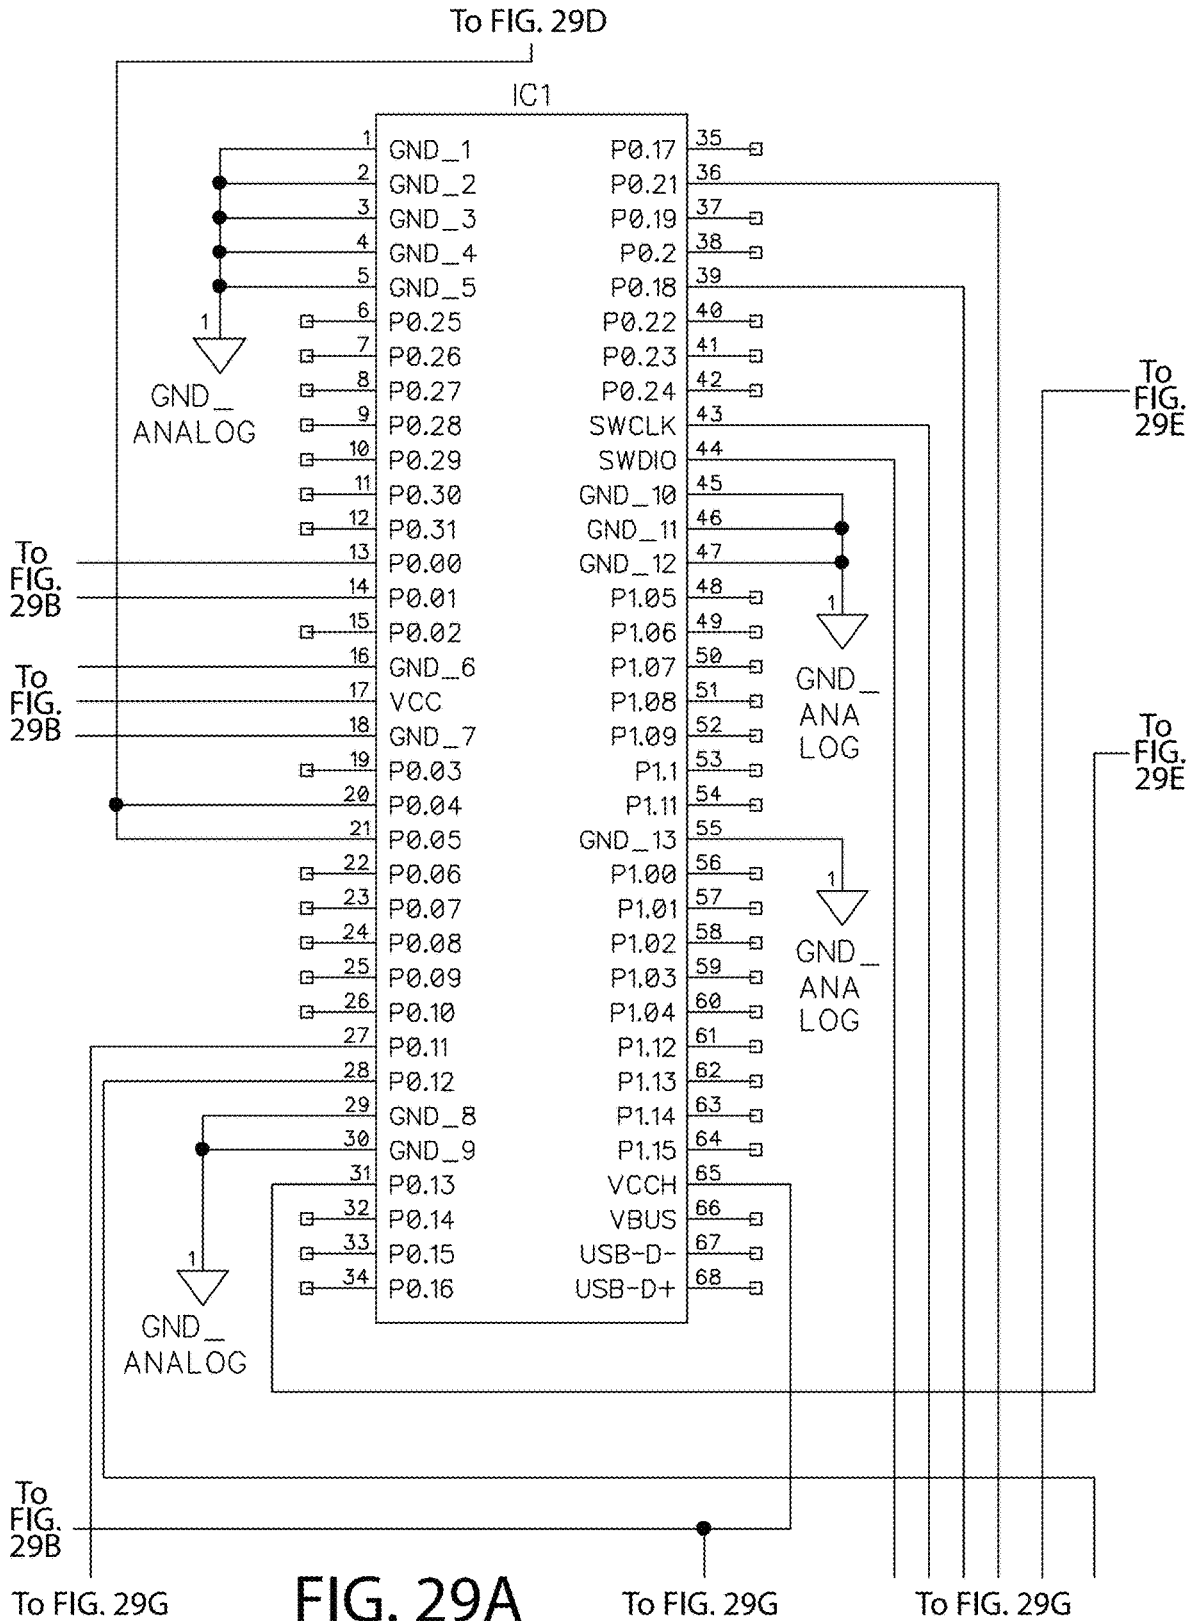 To FIG. 29D
IC1
1 GND_1 P0.17 35
2 GND_2 P0.21 36
3 GND_3 P0.19 37
4 GND_4 P0.2 38
5 GND_5 P0.18 39
6 P0.25 P0.22 40
7 P0.26 P0.23 41
8 P0.27 P0.24 42
9 P0.28 SWCLK 43
10 P0.29 SWDIO 44
11 P0.30 GND_10 45
12 P0.31 GND_11 46
13 P0.00 GND_12 47
14 P0.01 P1.05 48
15 P0.02 P1.06 49
16 GND_6 P1.07 50
17 VCC P1.08 51
18 GND_7 P1.09 52
19 P0.03 P1.1 53
20 P0.04 P1.11 54
21 P0.05 GND_13 55
22 P0.06 P1.00 56
23 P0.07 P1.01 57
24 P0.08 P1.02 58
25 P0.09 P1.03 59
26 P0.10 P1.04 60
27 P0.11 P1.12 61
28 P0.12 P1.13 62
29 GND_8 P1.14 63
30 GND_9 P1.15 64
31 P0.13 VCCH 65
32 P0.14 VBUS 66
33 P0.15 USB-D- 67
34 P0.16 USB-D+ 68
1
GND_
ANALOG
To
FIG.
29B
To
FIG.
29B
1
GND_
ANALOG
To
FIG.
29E
1
GND_
ANA
LOG
To
FIG.
29E
1
GND_
ANA
LOG
To
FIG.
29B
To FIG. 29G
FIG. 29A
To FIG. 29G
To FIG. 29G